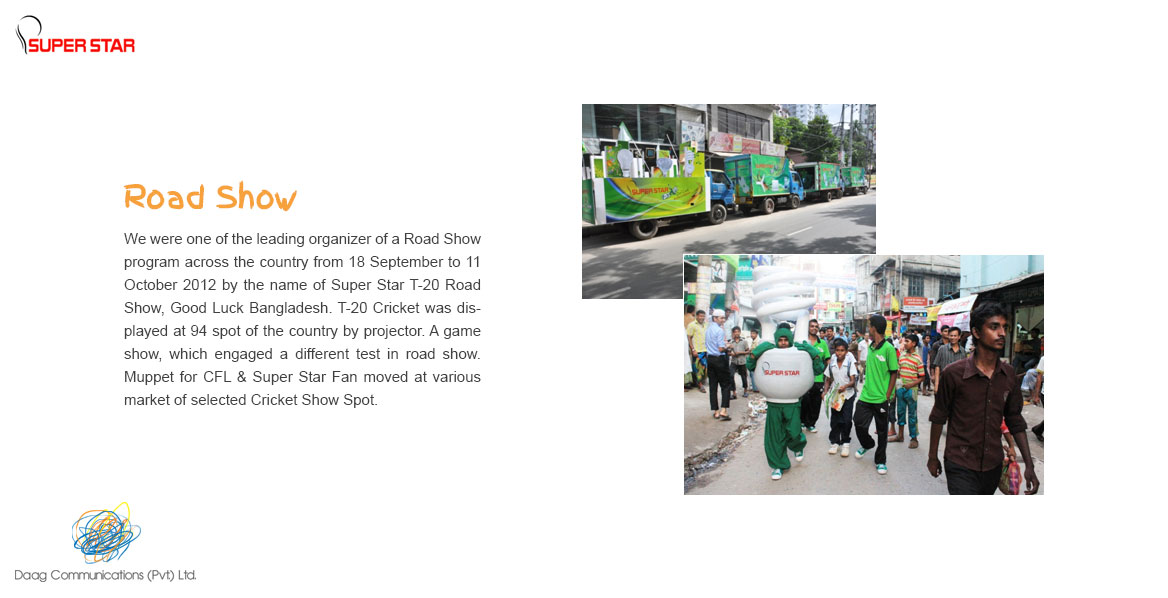 SUPER STAR
Road Show
We were one of the leading organizer of a Road Show
program across the country from 18 September to 11
October 2012 by the name of Super Star T-20 Road
Show, Good Luck Bangladesh. T-20 Cricket was dis-
played at 94 spot of the country by projector. A game
show, which engaged a different test in road show.
Muppet for CFL & Super Star Fan moved at various
market of selected Cricket Show Spot.
SUPER STAR
SUPER STAR
Daag Communications (Pvt) Ltd.